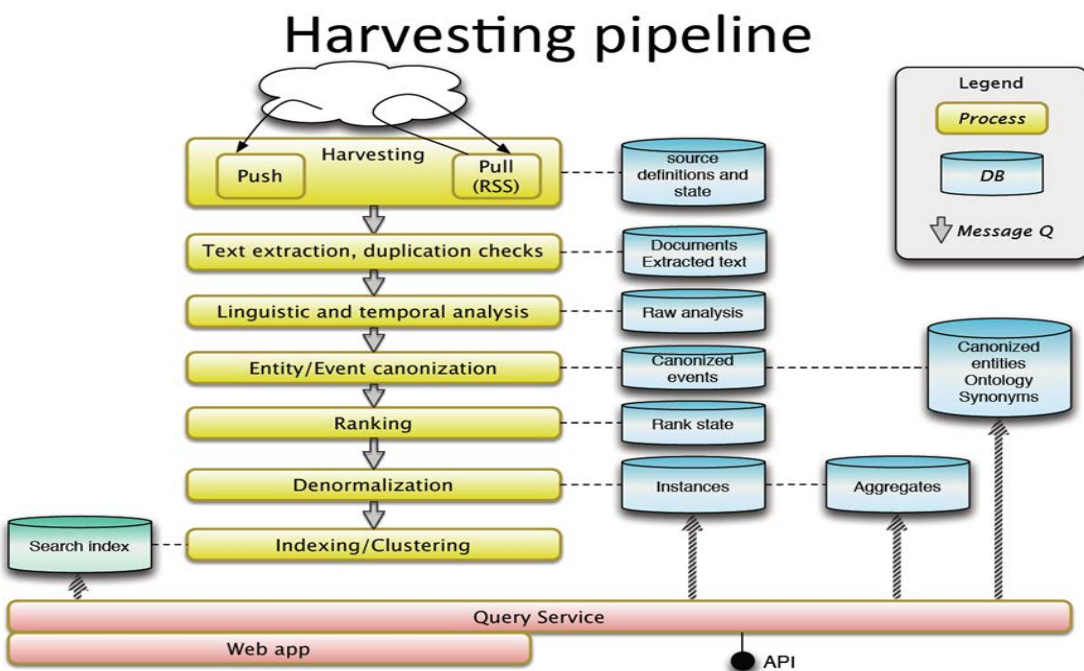 Harvesting pipeline
Legend
Process
DB
Message Q
Harvesting
Push
Pull
(RSS)
source
definitions and
state
Text extraction, duplication checks
Documents
Extracted text
Linguistic and temporal analysis
Raw analysis
Entity/Event canonization
Canonized
events
Canonized
entities
Ontology
Synonyms
Ranking
Rank state
Denormalization
Instances
Aggregates
Search index
Indexing/Clustering
Query Service
Web app
API